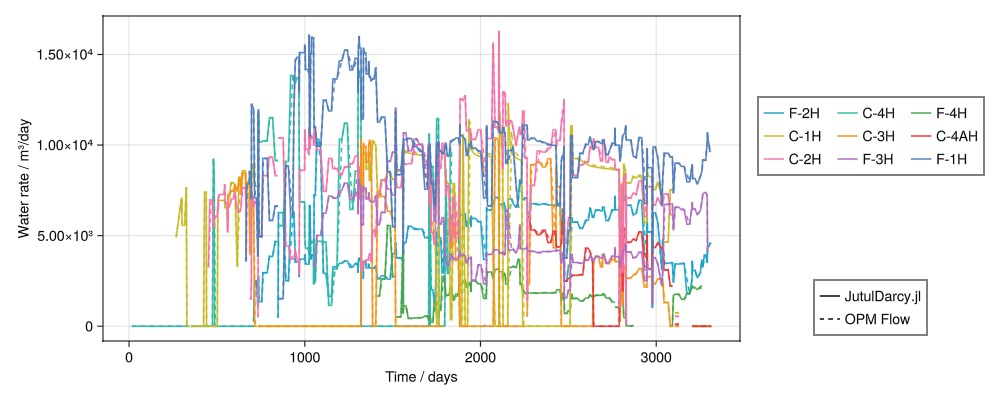 1.50×10⁴
1.00×10⁴
5.00×10³
0
Water rate / m³/day
0 1000 2000 3000
Time / days
F-2H C-4H F-4H
C-1H C-3H C-4AH
C-2H F-3H F-1H
JutulDarcy.jl
OPM Flow